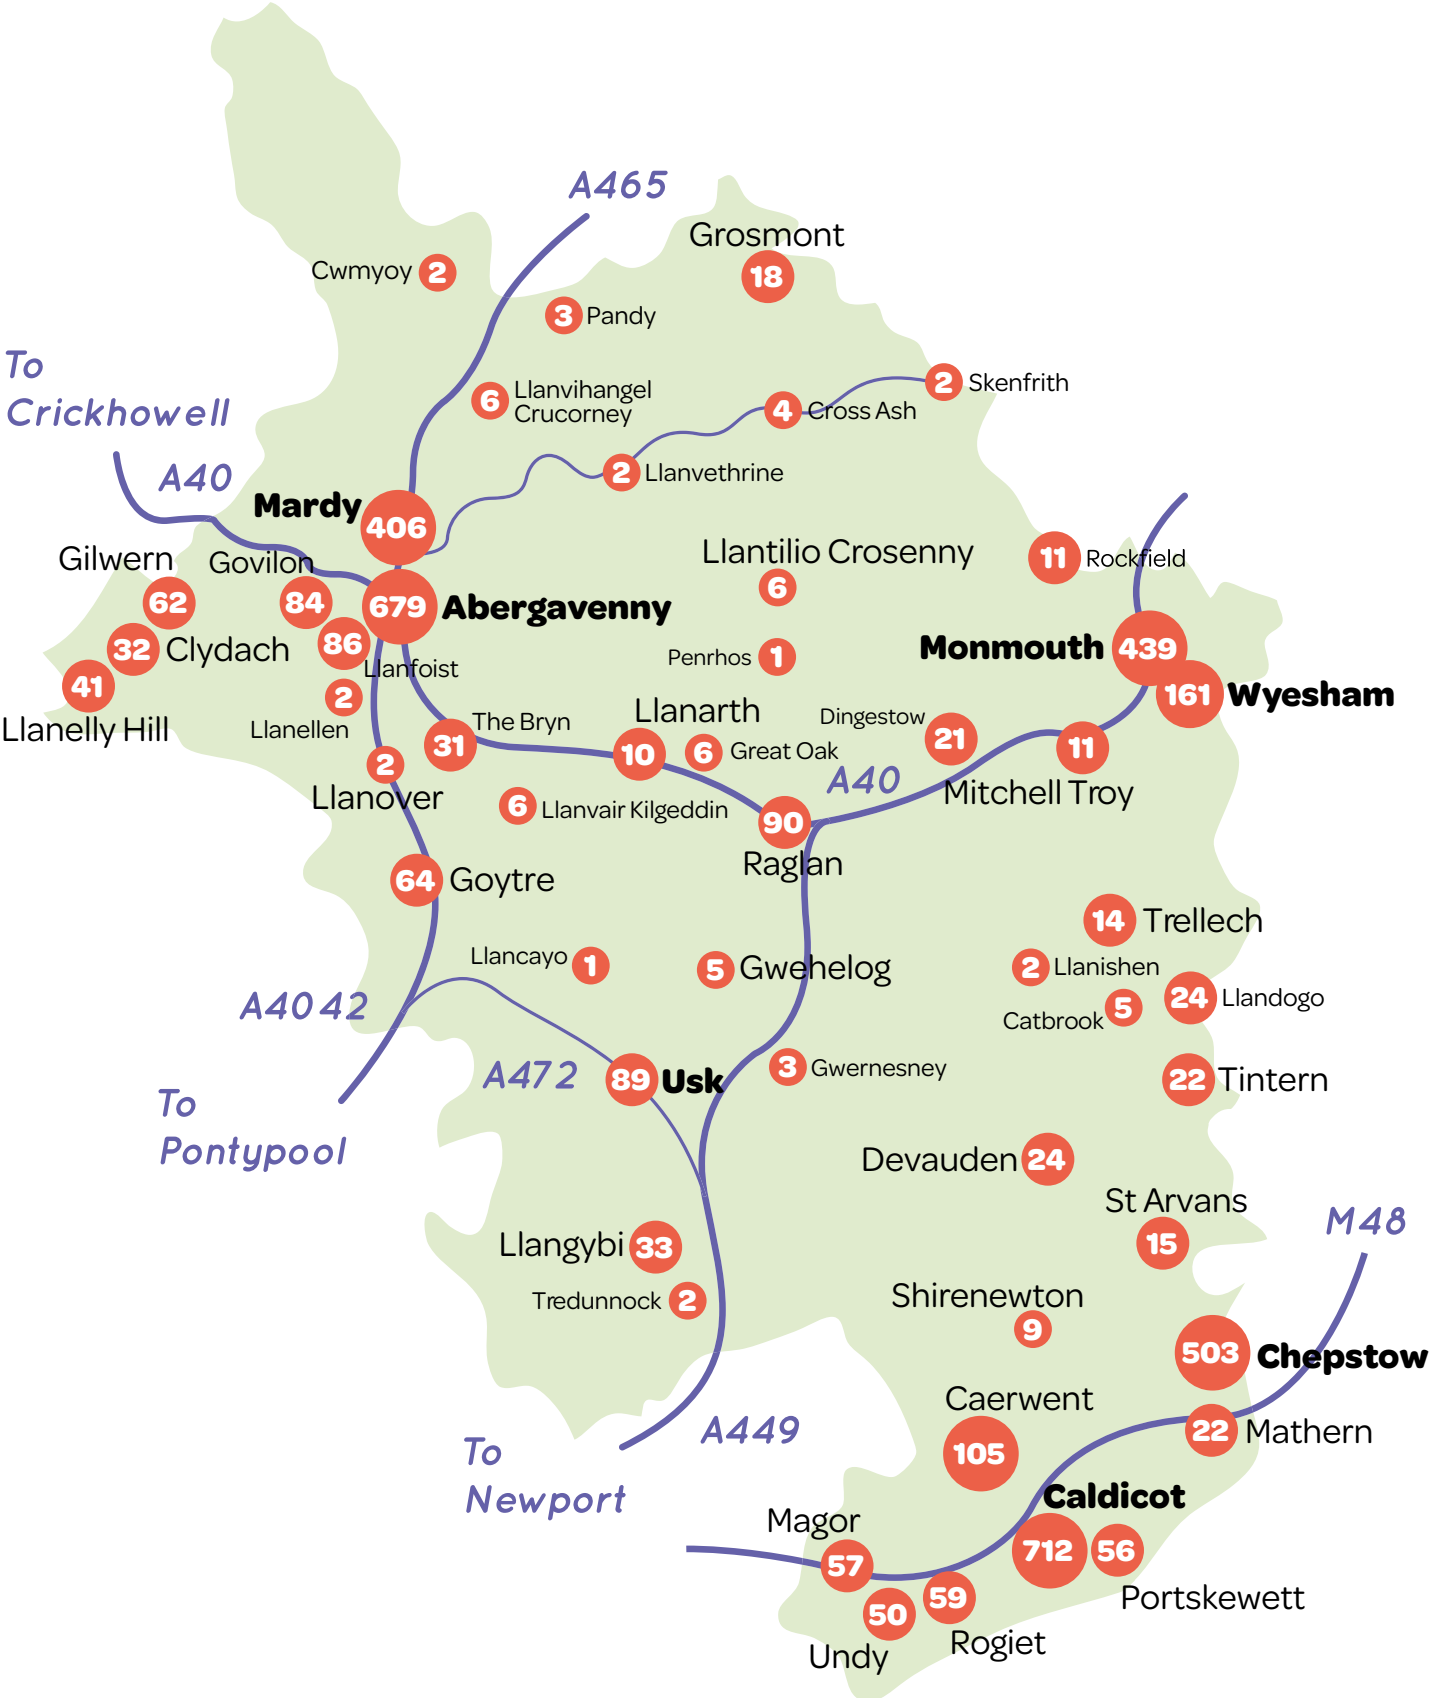 A465
Grosmont
18
Cwmyoy 2
3 Pandy
To
Crickhowell
6 Llanvihangel
Crucorney
2 Skenfrith
4 Cross Ash
A40
2 Llanvethrine
Mardy
406
Gilwern
Govilon
Llantilio Crosenny
11 Rockfield
62
84
679 Abergavenny
6
32 Clydach
86
Llanfoist
Penrhos 1
Monmouth 439
41
2
161 Wyesham
Llanelly Hill
Llanellen
The Bryn
31
Llanarth
10
6 Great Oak
Dingestow
21
11
Mitchell Troy
2
Llanover
6 Llanvair Kilgeddin
A40
90
Raglan
64 Goytre
14 Trellech
Llancayo 1
5 Gwehelog
2 Llanishen
24 Llandogo
A4042
Catbrook 5
A472
89 Usk
3 Gwernesney
22 Tintern
To
Pontypool
Devauden 24
St Arvans
15
M48
Llangybi 33
Tredunnock 2
Shirenewton
9
503 Chepstow
Caerwent
105
22 Mathern
A449
To
Newport
Caldicot
712
56
Portskewett
Magor
57
50
Undy
59
Rogiet